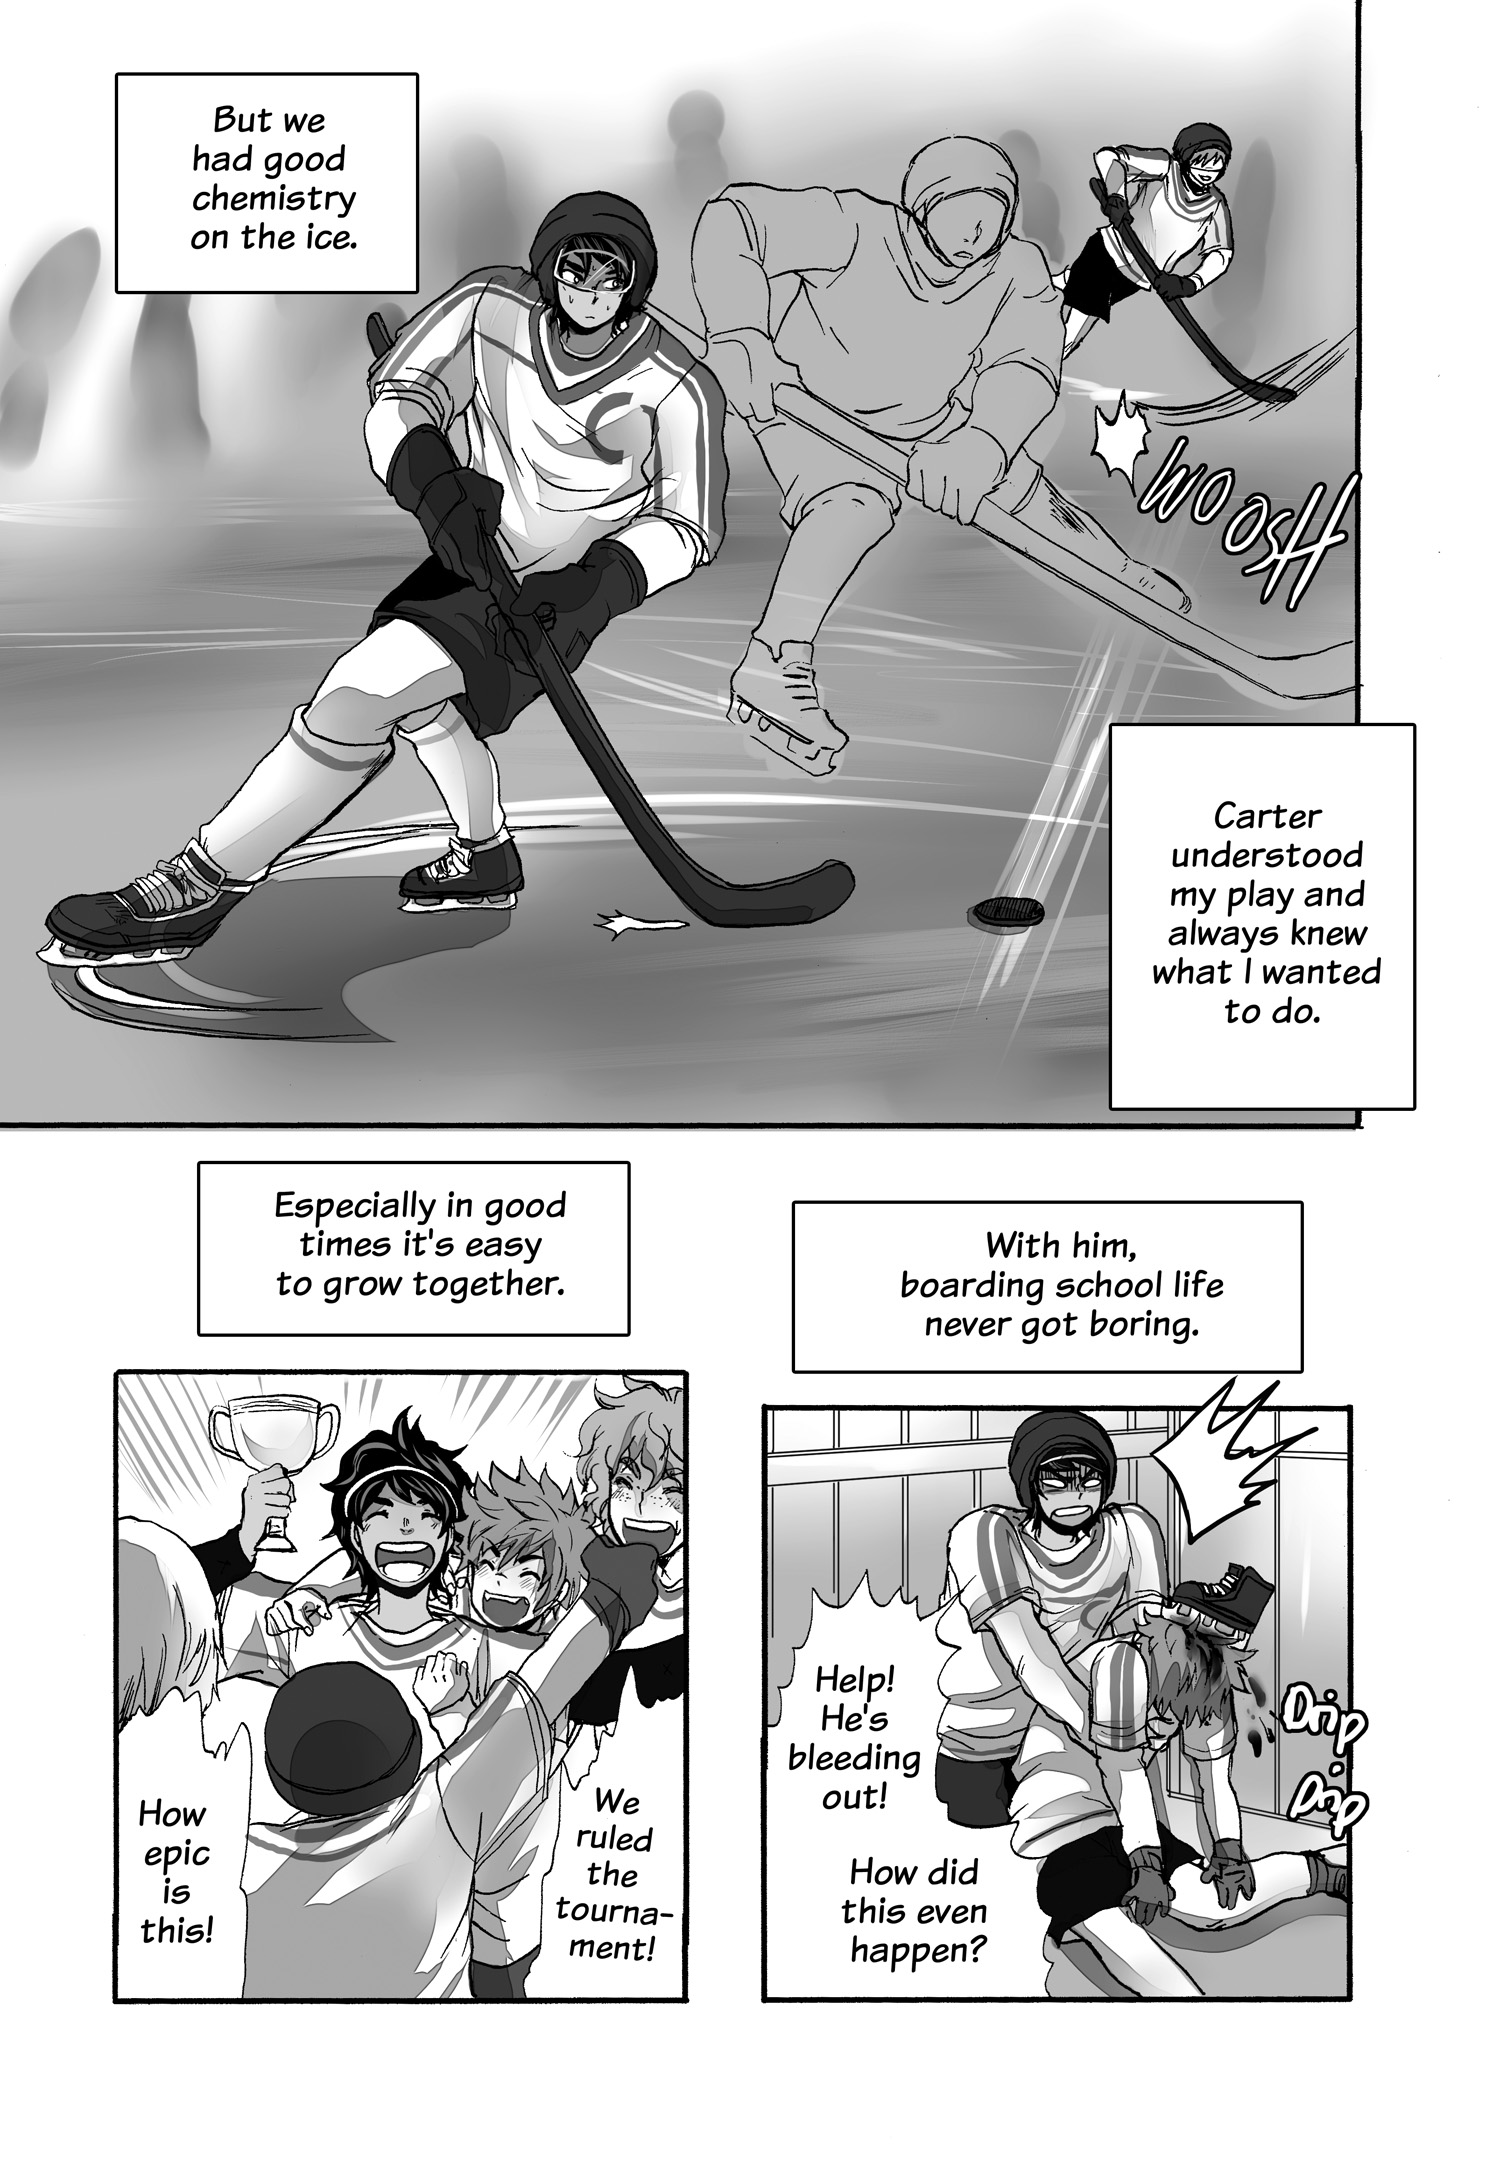 But we
had good
chemistry
on the ice.
WOOSH
Carter
understood
my play and
always knew
what I wanted
to do.
Especially in good
times it's easy
to grow together.
With him,
boarding school life
never got boring.
How
epic
is
this!
We
ruled
the
tourna-
ment!
Help!
He's
bleeding
out!
How did
this even
happen?
Drip
Drip
C
C